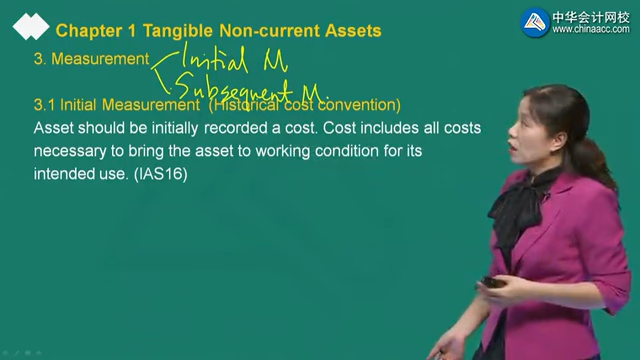 中华会计网校
www.chinaacc.com
Chapter 1 Tangible Non-current Assets
3. Measurement
Initial M
Subsequent M.
3.1 Initial Measurement (Historical cost convention)
Asset should be initially recorded a cost. Cost includes all costs
necessary to bring the asset to working condition for its
intended use. (IAS16)